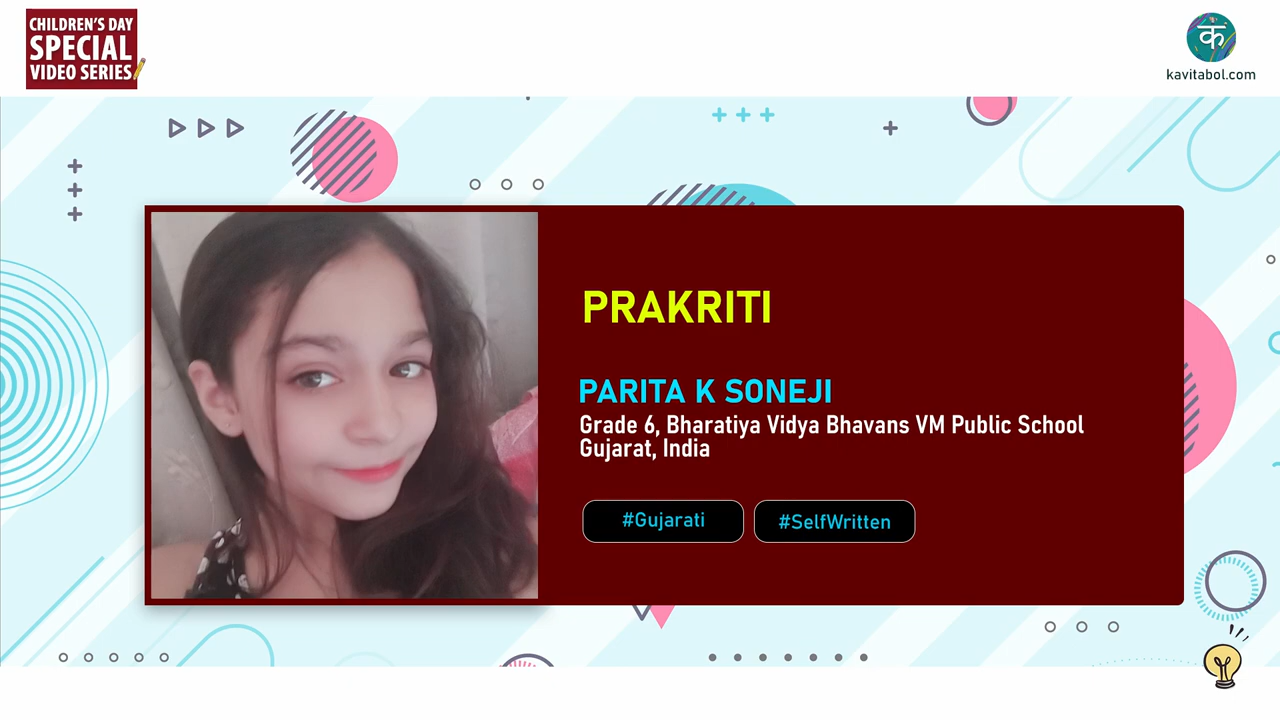 CHILDREN'S DAY
SPECIAL
VIDEO SERIES
क
kavitabol.com
PRAKRITI
PARITA K SONEJI
Grade 6, Bharatiya Vidya Bhavans VM Public School
Gujarat, India
#Gujarati
#SelfWritten